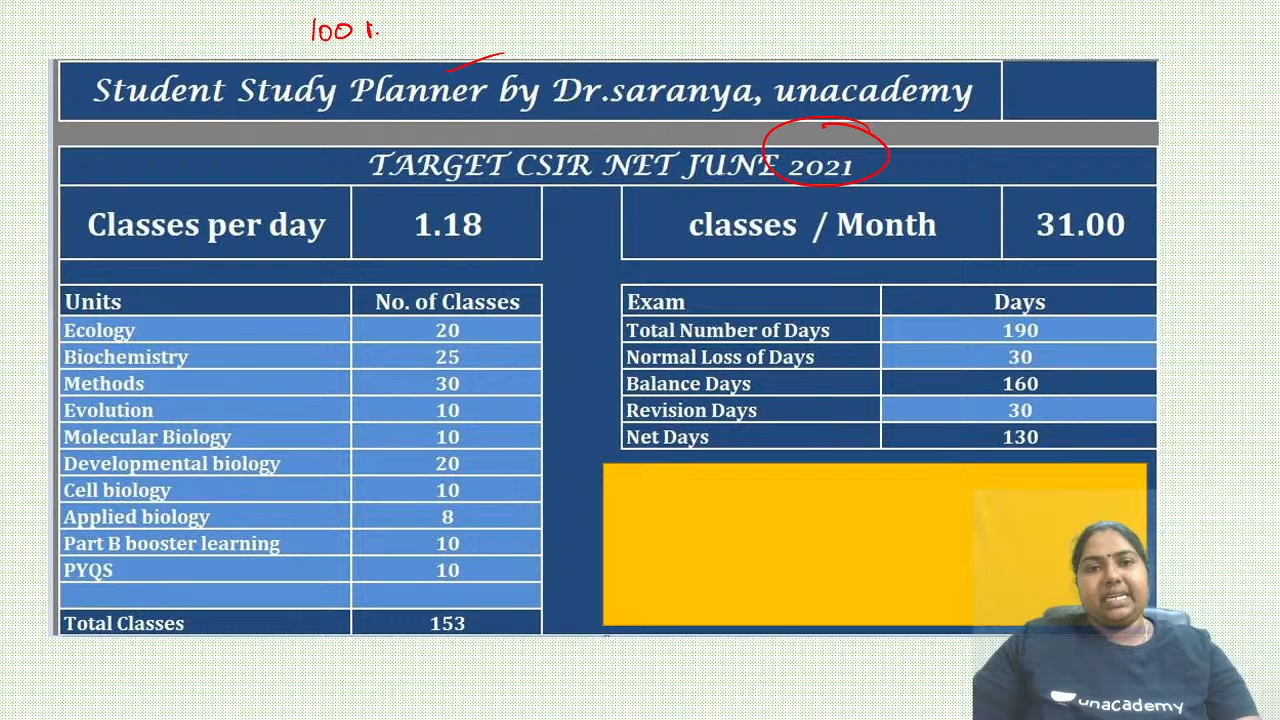 100 %
Student Study Planner by Dr.saranya, unacademy
TARGET CSIR NET JUNE 2021
Classes per day 1.18 classes / Month 31.00
Units No. of Classes
Ecology 20
Biochemistry 25
Methods 30
Evolution 10
Molecular Biology 10
Developmental biology 20
Cell biology 10
Applied biology 8
Part B booster learning 10
PYQS 10
Total Classes 153
Exam Days
Total Number of Days 190
Normal Loss of Days 30
Balance Days 160
Revision Days 30
Net Days 130
unacademy